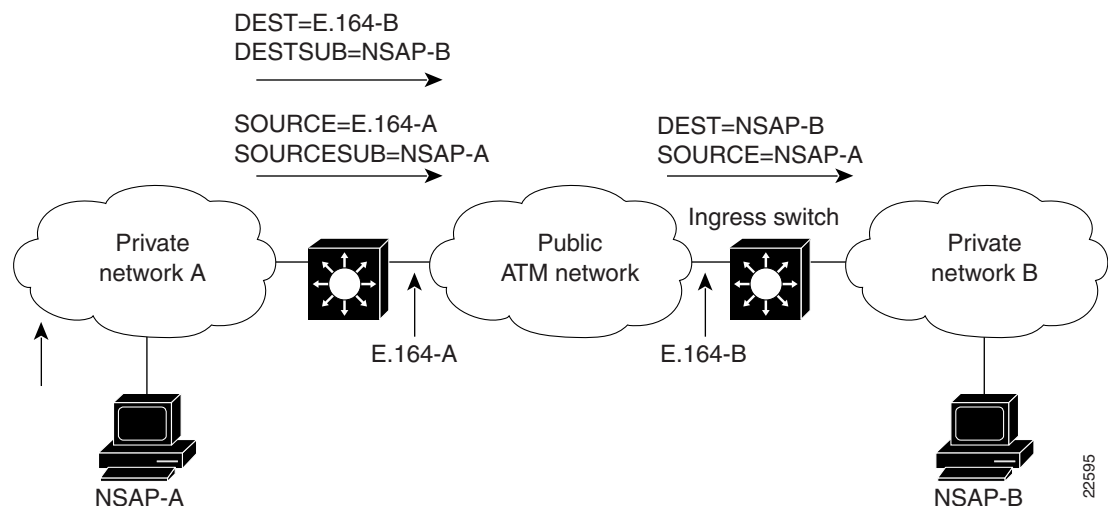 DEST=E.164-B
DESTSUB=NSAP-B
SOURCE=E.164-A
SOURCESUB=NSAP-A
DEST=NSAP-B
SOURCE=NSAP-A
Ingress switch
Private
network A
Public
ATM network
Private
network B
E.164-A
E.164-B
NSAP-A
NSAP-B
22595